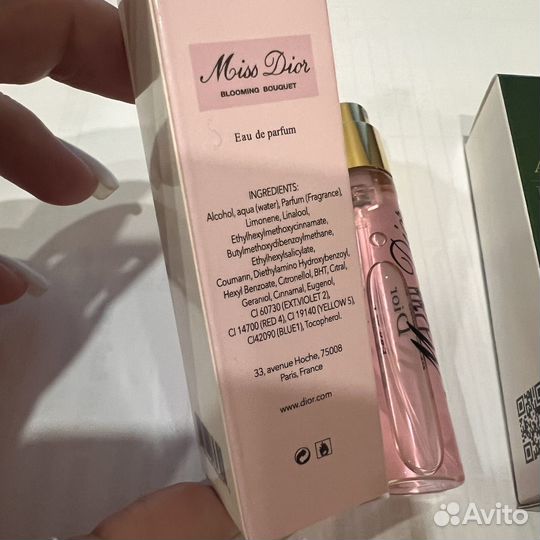 Miss Dior
BLOOMING BOUQUET
Eau de parfum
INGREDIENTS:
Alcohol, aqua (water), Parfum (Fragrance),
Limonene, Linalool,
Ethylhexylmethoxycinnamate,
Butylmethoxydibenzoylmethane,
Ethylhexylsalicylate,
Coumarin, Diethylamino Hydroxybenzoyl,
Hexyl Benzoate, Citronellol, BHT, Citral,
Geraniol, Cinnamal, Eugenol,
CI 60730 (EXT.VIOLET 2),
CI 14700 (RED 4), CI 19140 (YELLOW 5),
CI42090 (BLUE1), Tocopherol.
33, avenue Hoche, 75008
Paris, France
www.dior.com
Dior
Avito